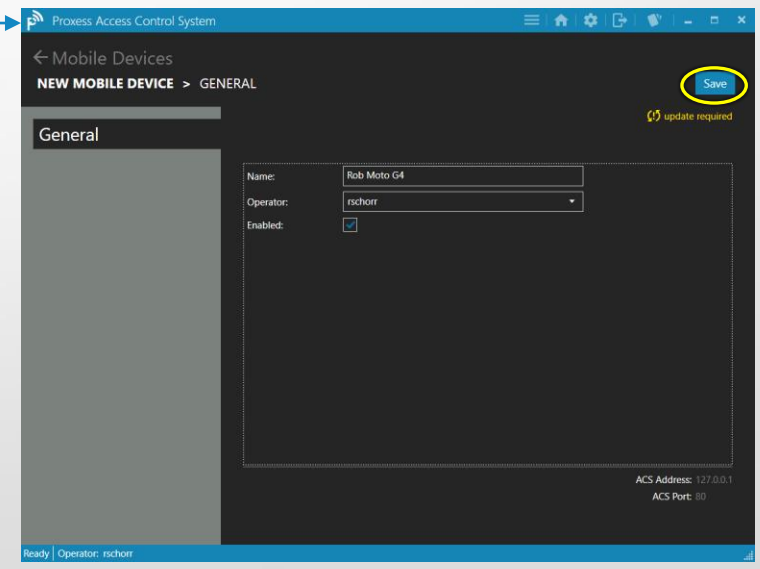 Proxess Access Control System
Mobile Devices
NEW MOBILE DEVICE > GENERAL
Save
update required
General
Name: Rob Moto G4
Operator: rschorr
Enabled:
ACS Address: 127.0.0.1
ACS Port: 80
Ready Operator: rschorr